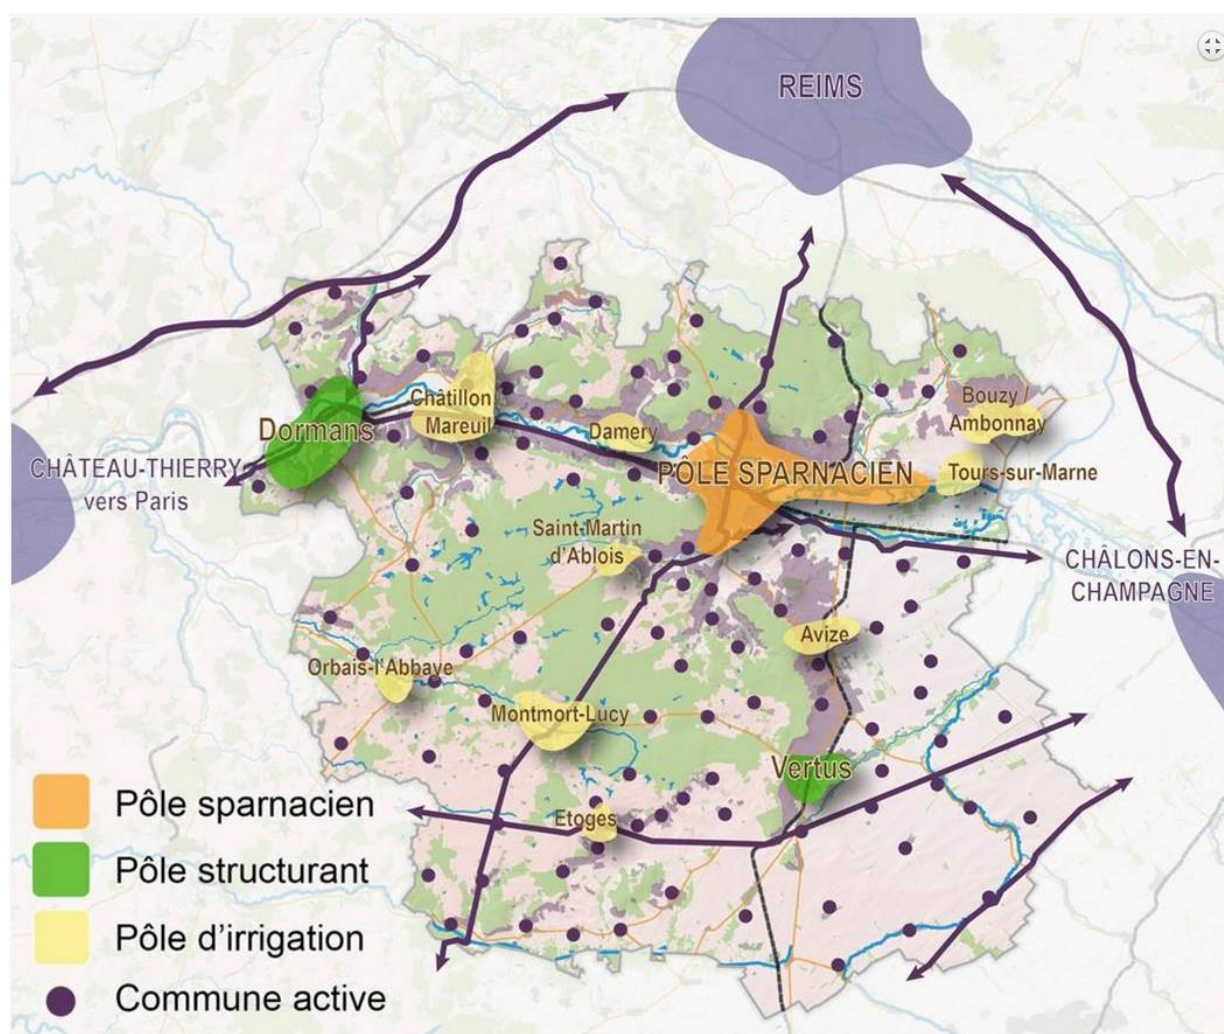 REIMS
Châtillon
Mareuil
Dormans
Damery
Bouzy /
Ambonnay
CHÂTEAU-THIERRY
vers Paris
PÔLE SPARNACIEN
Tours-sur-Marne
Saint-Martin
d'Ablois
CHÂLONS-EN-
CHAMPAGNE
Avize
Orbais-l'Abbaye
Montmort-Lucy
Vertus
Etoges
Pôle sparnacien
Pôle structurant
Pôle d'irrigation
Commune active